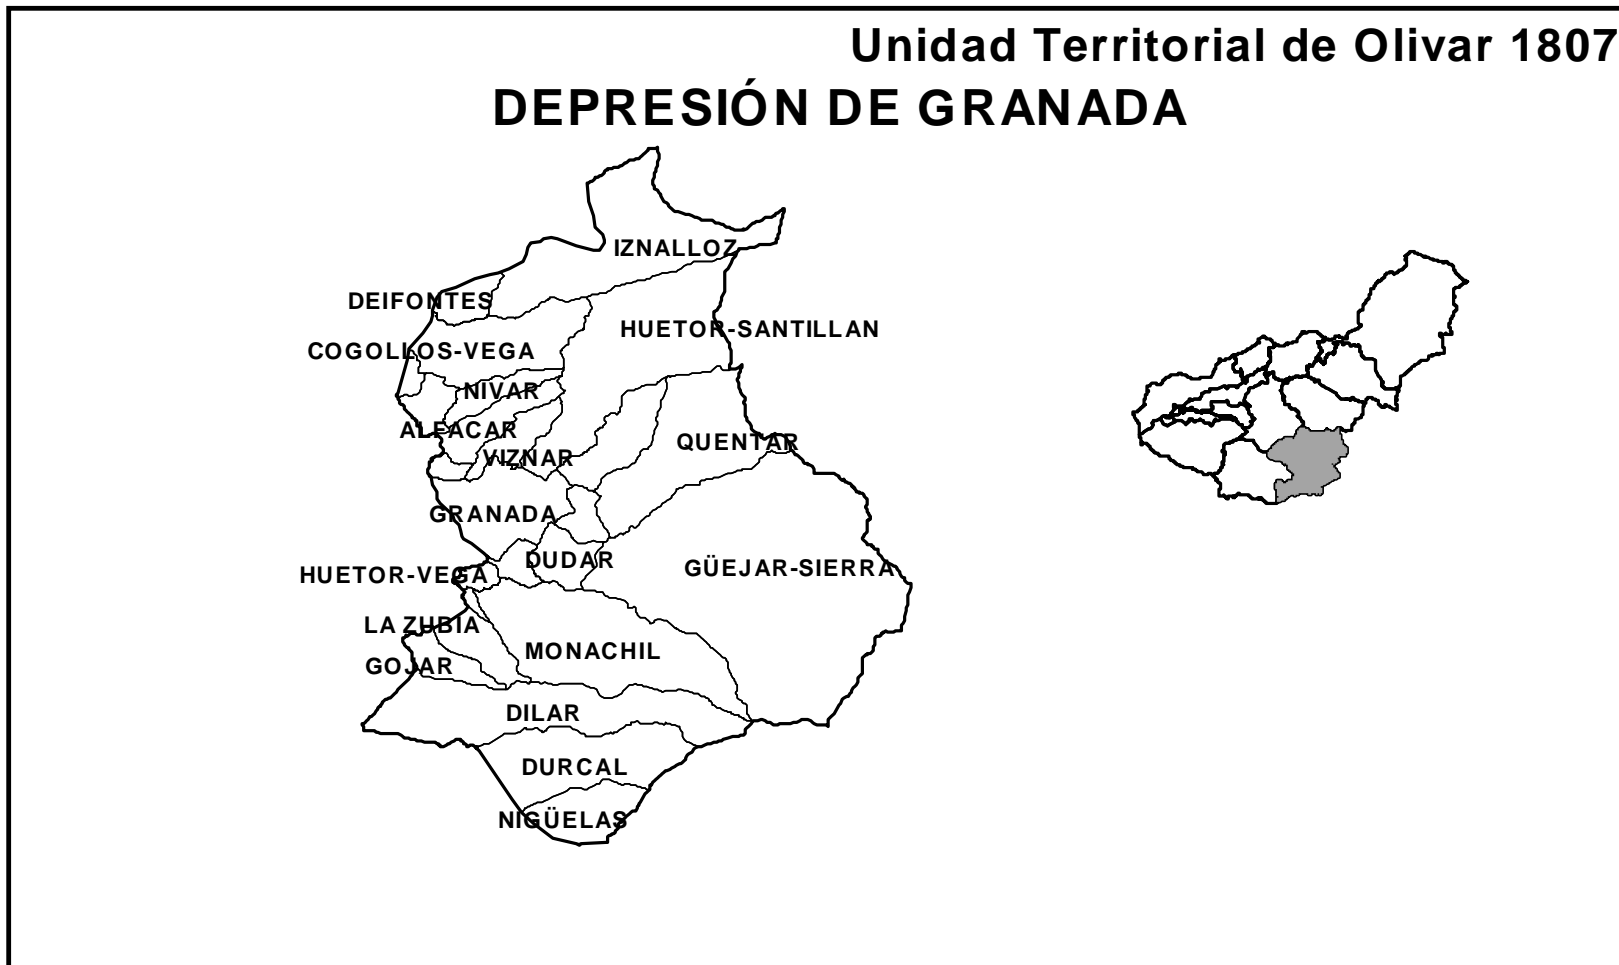 Unidad Territorial de Olivar 1807
DEPRESIÓN DE GRANADA
IZNALLOZ
DEIFONTES
HUETOR-SANTILLAN
COGOLLOS-VEGA
NIVAR
ALFACAR
QUENTAR
VIZNAR
GRANADA
DUDAR
GÜEJAR-SIERRA
HUETOR-VEGA
LA ZUBIA
MONACHIL
GOJAR
DILAR
DURCAL
NIGÜELAS